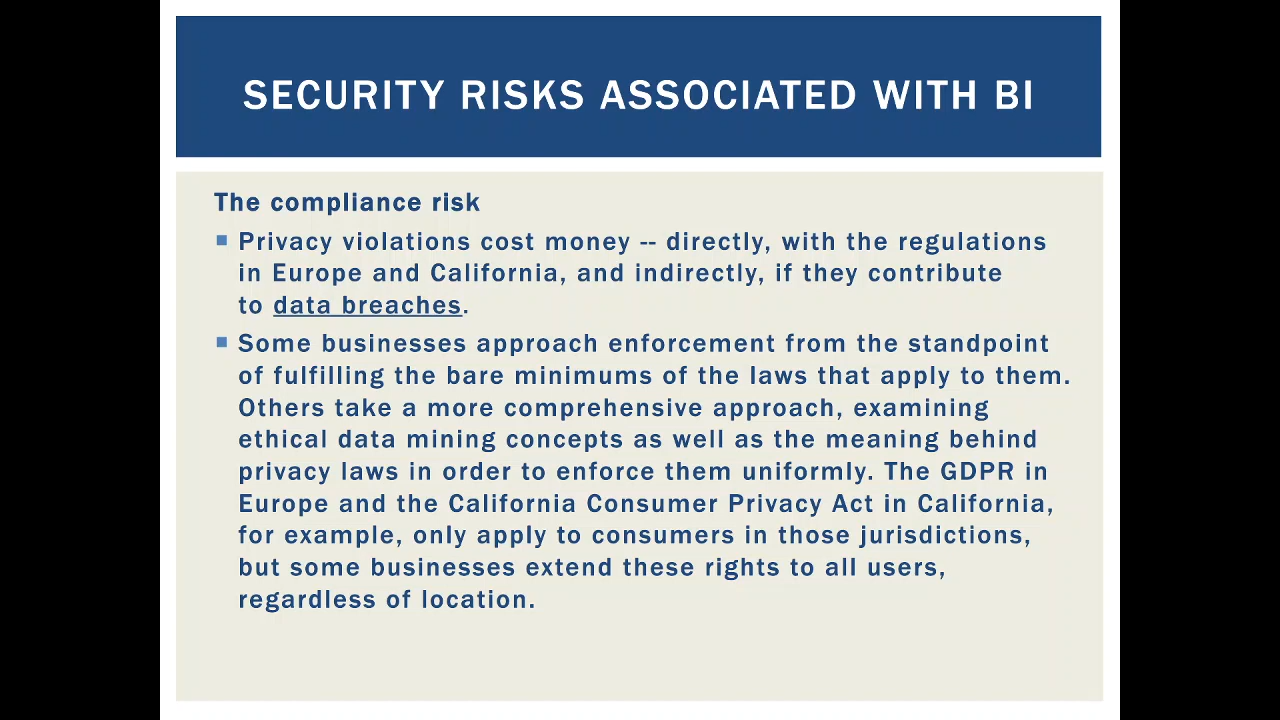 SECURITY RISKS ASSOCIATED WITH BI
The compliance risk
Privacy violations cost money -- directly, with the regulations
in Europe and California, and indirectly, if they contribute
to data breaches.
Some businesses approach enforcement from the standpoint
of fulfilling the bare minimums of the laws that apply to them.
Others take a more comprehensive approach, examining
ethical data mining concepts as well as the meaning behind
privacy laws in order to enforce them uniformly. The GDPR in
Europe and the California Consumer Privacy Act in California,
for example, only apply to consumers in those jurisdictions,
but some businesses extend these rights to all users,
regardless of location.